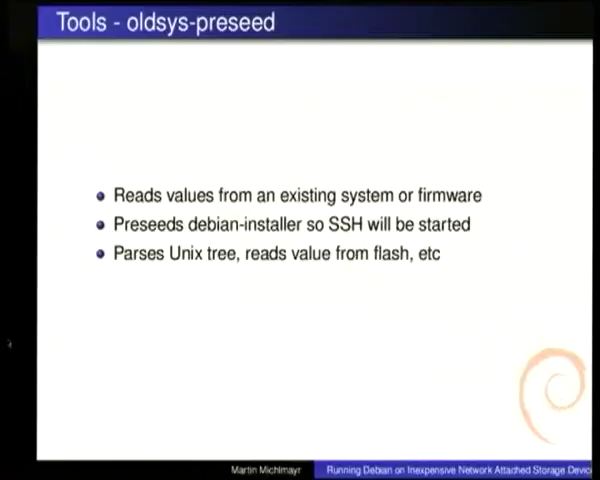 Tools - oldsys-preseed
Reads values from an existing system or firmware
Preseeds debian-installer so SSH will be started
Parses Unix tree, reads value from flash, etc
Martin Michlmayr
Running Debian on Inexpensive Network Attached Storage Devic